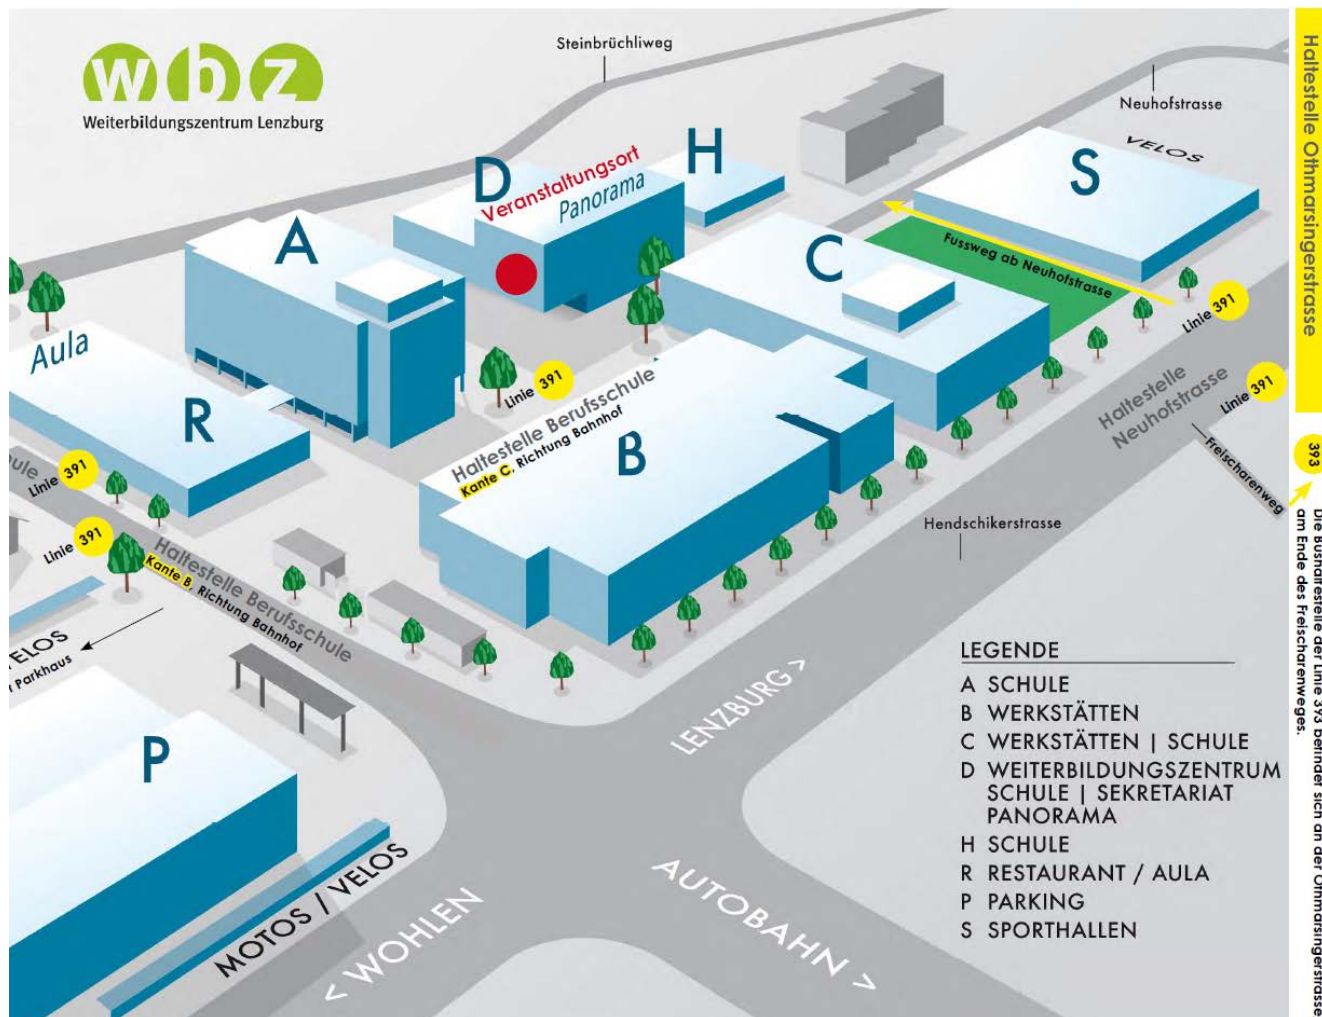 wbz
Weiterbildungszentrum Lenzburg
Steinbrüchliweg
Neuhofstrasse
VELOS
H
D
S
Veranstaltungsort
Panorama
A
C
Fussweg ab Neuhofstrasse
Aula
R
Linie 391
Linie 391
Linie 391
Haltestelle
Neuhofstrasse
Freischarenweg
Haltestelle Berufsschule
Kante C, Richtung Bahnhof
B
Linie 391
Linie 391
Haltestelle Berufsschule
Kante B, Richtung Bahnhof
Hendschikerstrasse
Parkhaus
P
MOTOS / VELOS
LENZBURG >
< WOHLEN
AUTOBAHN >
LEGENDE
A SCHULE
B WERKSTÄTTEN
C WERKSTÄTTEN | SCHULE
D WEITERBILDUNGSZENTRUM
SCHULE | SEKRETARIAT
PANORAMA
H SCHULE
R RESTAURANT / AULA
P PARKING
S SPORTHALLEN
Haltestelle Othmarsingerstrasse
393
Die Bushaltestelle der Linie 393 befindet sich an der Othmarsingerstrasse
am Ende des Freischarenweges.